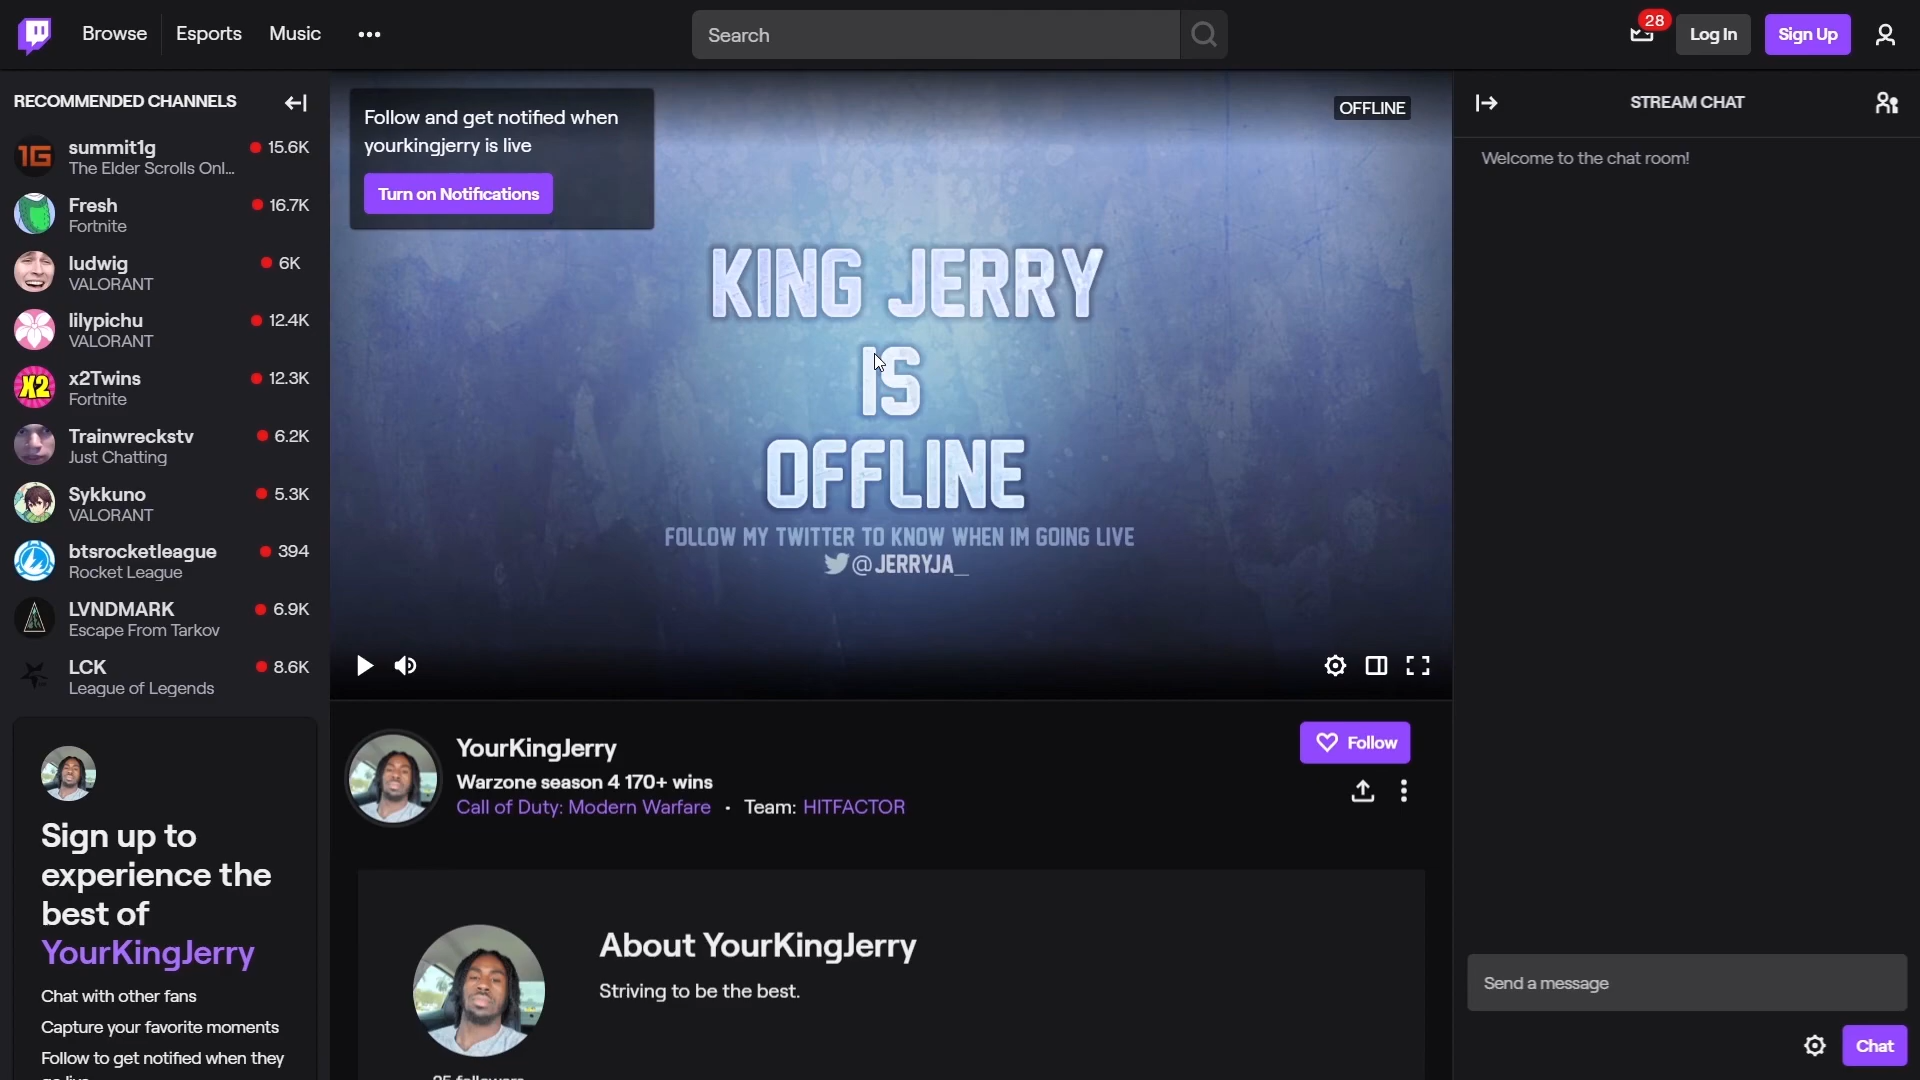 Browse
Esports
Music
Search
28
Log In
Sign Up
RECOMMENDED CHANNELS
summit1g
15.6K
The Elder Scrolls Onl...
Fresh
16.7K
Fortnite
ludwig
6K
VALORANT
lilypichu
12.4K
VALORANT
x2Twins
12.3K
Fortnite
Trainwreckstv
6.2K
Just Chatting
Sykkuno
5.3K
VALORANT
btsrocketleague
394
Rocket League
LVNDMARK
6.9K
Escape From Tarkov
LCK
8.6K
League of Legends
1G
X2
Sign up to
experience the
best of
YourKingJerry
Chat with other fans
Capture your favorite moments
Follow to get notified when they
Follow and get notified when
yourkingjerry is live
Turn on Notifications
OFFLINE
KING JERRY
IS
OFFLINE
FOLLOW MY TWITTER TO KNOW WHEN IM GOING LIVE
@JERRYJA_
YourKingJerry
Warzone season 4 170+ wins
Call of Duty: Modern Warfare · Team: HITFACTOR
Follow
About YourKingJerry
Striving to be the best.
STREAM CHAT
Welcome to the chat room!
Send a message
Chat